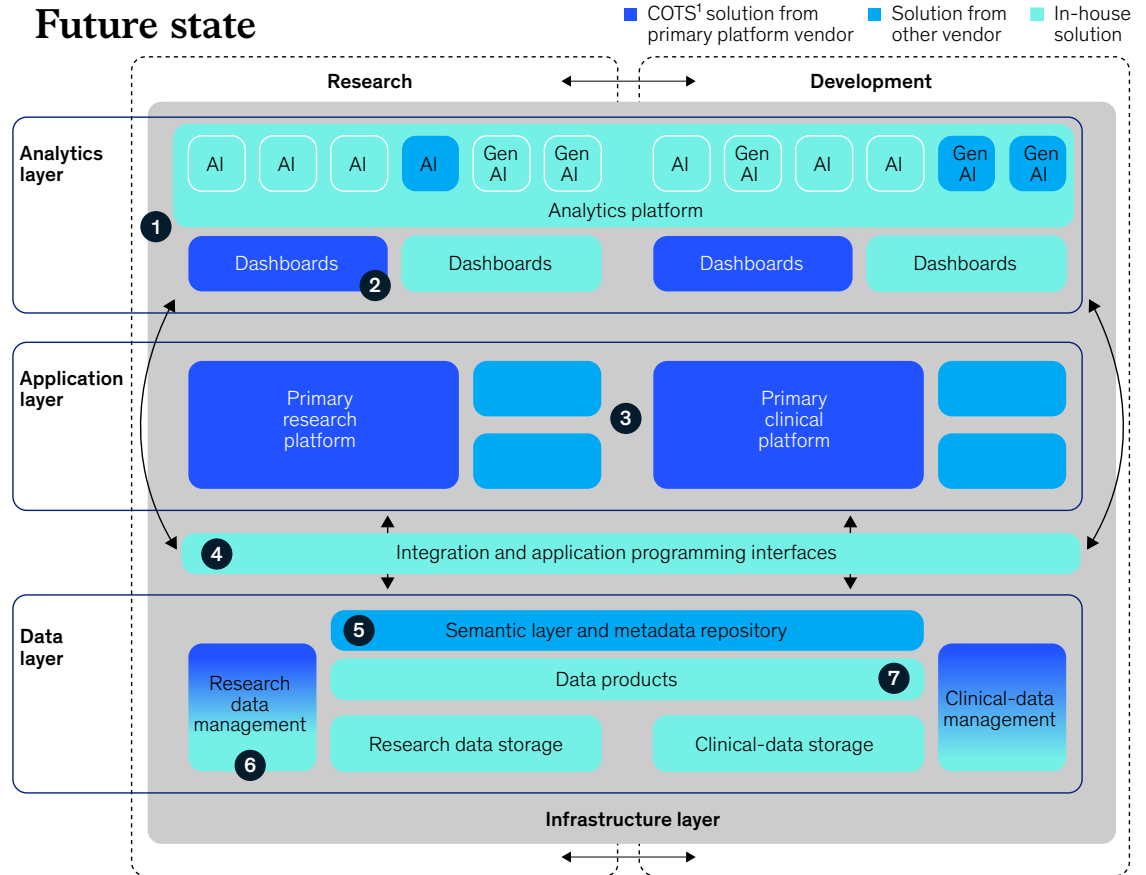 Future state
COTS¹ solution from
primary platform vendor
Solution from
other vendor
In-house
solution
Research
Development
Analytics
layer
AI
AI
AI
AI
Gen
AI
Gen
AI
AI
Gen
AI
AI
AI
Gen
AI
Gen
AI
Analytics platform
1
Dashboards
2
Dashboards
Dashboards
Dashboards
Application
layer
Primary
research
platform
3
Primary
clinical
platform
4
Integration and application programming interfaces
Data
layer
5
Semantic layer and metadata repository
Research
data
management
6
Data products
7
Clinical-data
management
Research data storage
Clinical-data storage
Infrastructure layer